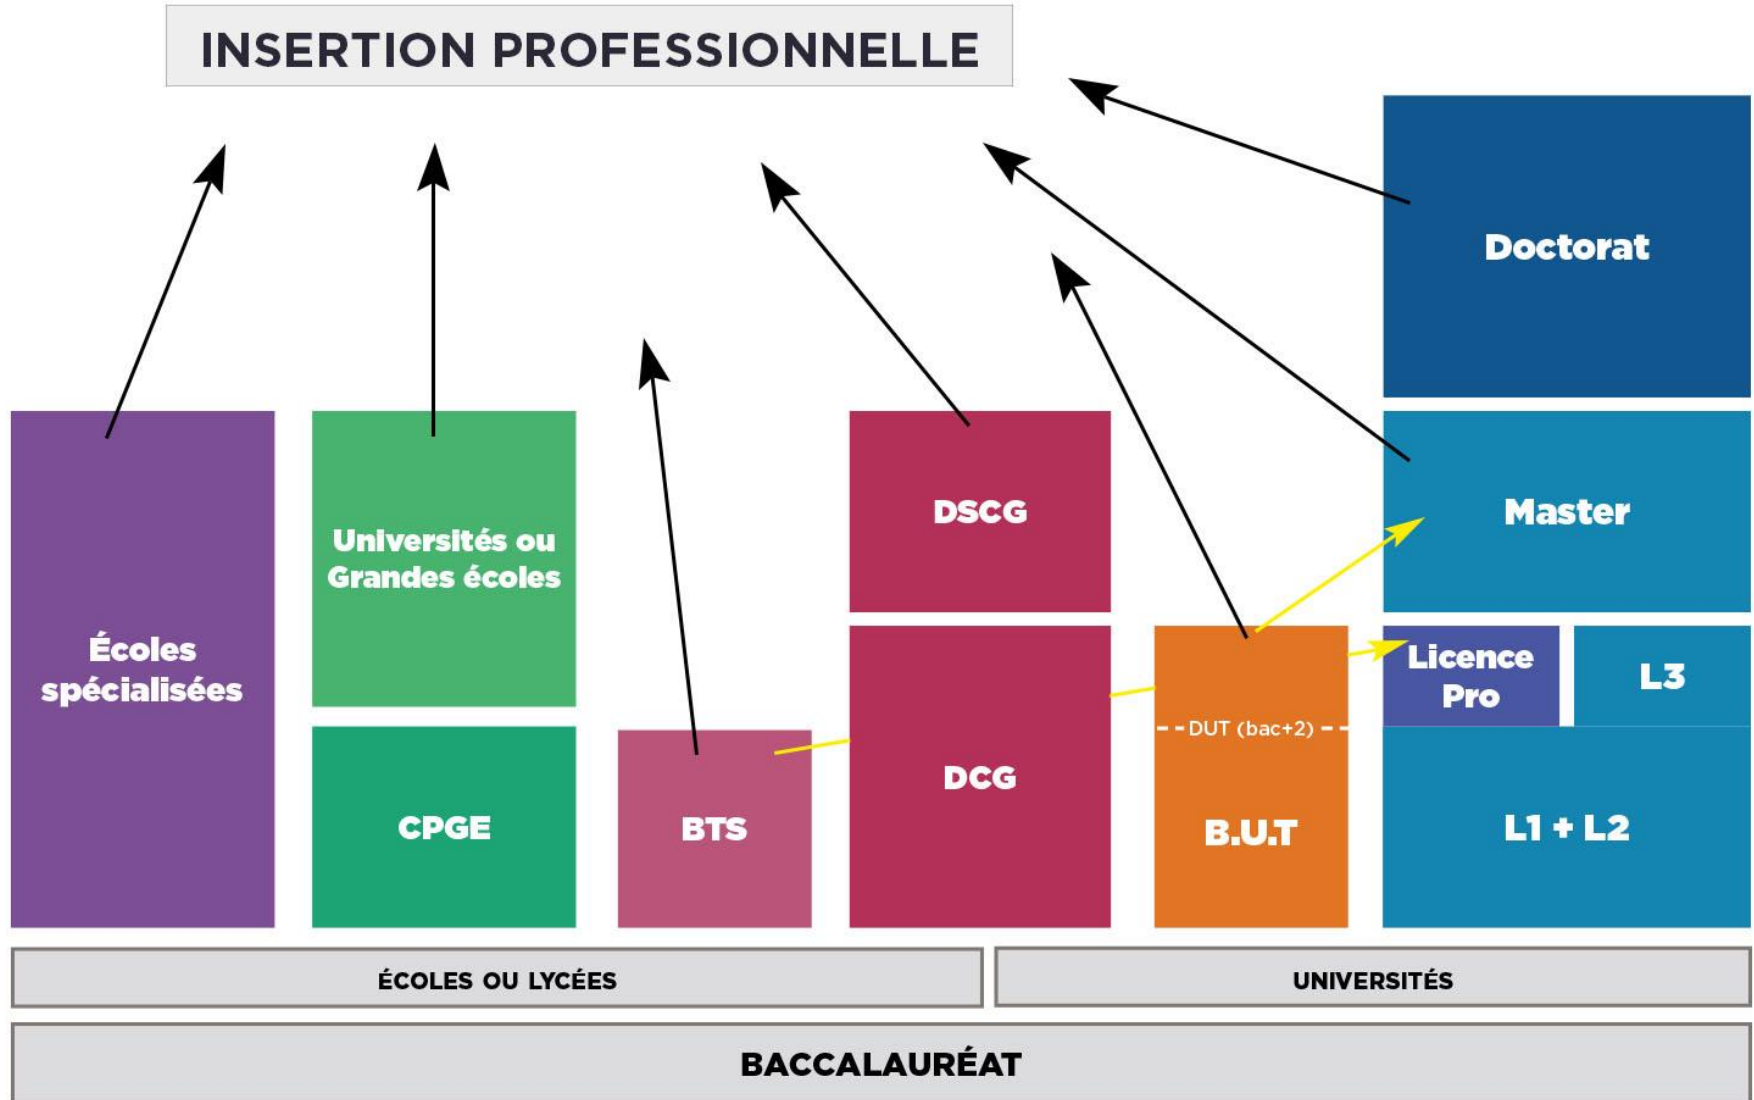 INSERTION PROFESSIONNELLE
Doctorat
Universités ou
Grandes écoles
DSCG
Master
Écoles
spécialisées
Licence
Pro
L3
DUT (bac+2)
CPGE
BTS
DCG
B.U.T
L1 + L2
ÉCOLES OU LYCÉES
UNIVERSITÉS
BACCALAURÉAT